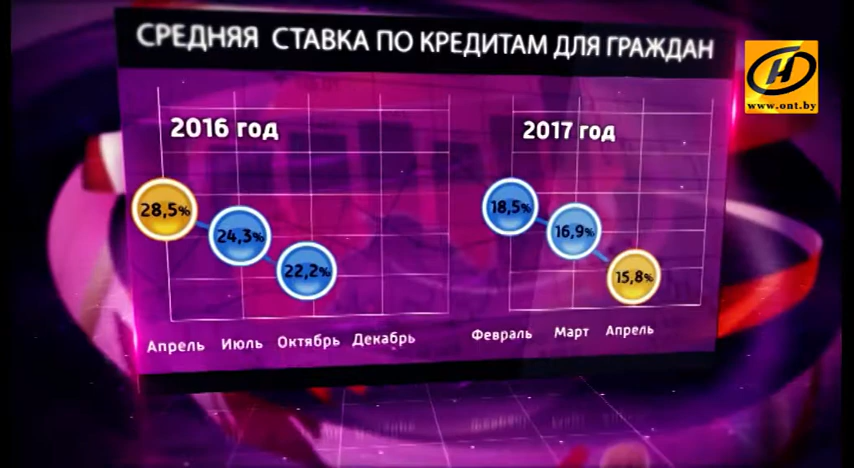 СРЕДНЯЯ СТАВКА ПО КРЕДИТАМ ДЛЯ ГРАЖДАН
www.ont.by
2016 год
28,5%
24,3%
22,2%
Апрель Июль Октябрь Декабрь
2017 год
18,5%
16,9%
15,8%
Февраль Март Апрель